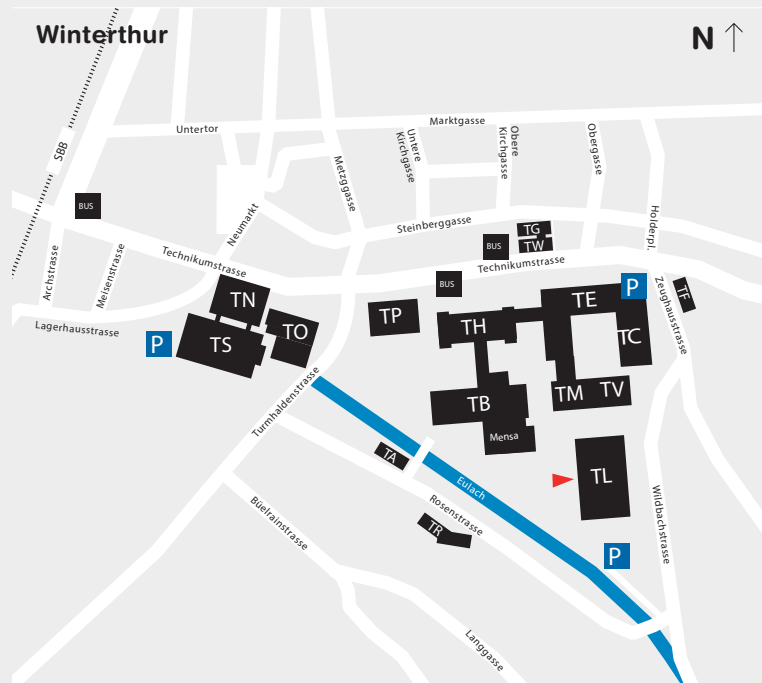 Winterthur
N
Marktgasse
Untertor
SBB
Untere
Kirchgasse
Obere
Kirchgasse
Obergasse
Metzggasse
BUS
Neumarkt
Steinberggasse
Holderpl.
TG
BUS
TW
Archstrasse
Meisenstrasse
Technikumstrasse
Technikumstrasse
BUS
P
TF
Zeughausstrasse
TN
TE
TP
TH
Lagerhausstrasse
P
TS
TO
TC
TM
TV
Turmhaldenstrasse
TB
Mensa
TA
TL
Eulach
Rosenstrasse
TR
Büelrainstrasse
Wildbachstrasse
P
Langgasse